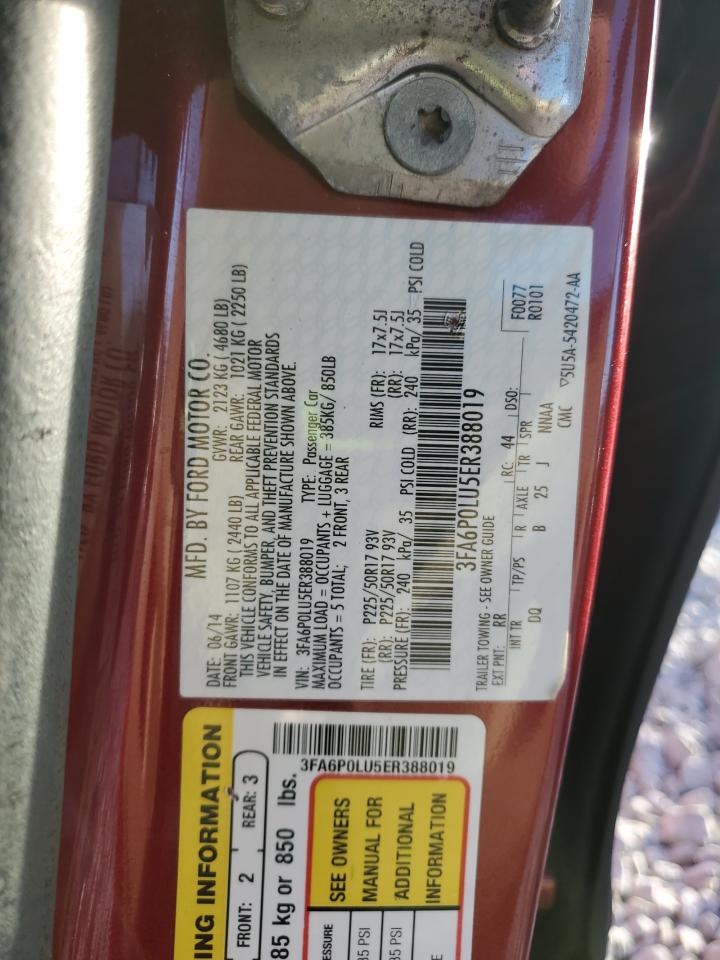 MFD. BY FORD MOTOR CO.
DATE: 06/14 GVWR: 2123 KG ( 4680 LB)
FRONT GAWR: 1107 KG ( 2440 LB) REAR GAWR: 1021 KG ( 2250 LB)
THIS VEHICLE CONFORMS TO ALL APPLICABLE FEDERAL MOTOR
VEHICLE SAFETY, BUMPER, AND THEFT PREVENTION STANDARDS
IN EFFECT ON THE DATE OF MANUFACTURE SHOWN ABOVE.
VIN: 3FA6P0LU5ER388019 TYPE: Passenger Car
MAXIMUM LOAD = OCCUPANTS + LUGGAGE = 385KG/ 850LB
OCCUPANTS = 5 TOTAL; 2 FRONT, 3 REAR
TIRE (FR): P225/50R17 93V RIMS (FR): 17x7.5J
(RR): P225/50R17 93V (RR): 17x7.5J
PRESSURE (FR): 240 kPa/ 35 PSI COLD (RR): 240 kPa/ 35 PSI COLD
3FA6P0LU5ER388019
TRAILER TOWING - SEE OWNER GUIDE F0077
EXT PNT: RR RC: 44 DSO: R0101
INT TR TP/PS R AXLE TR SPR
DQ B 25 J NNAA
CMC ▽5U5A-5420472-AA
ING INFORMATION
FRONT: 2 REAR: 3
85 kg or 850 lbs.
3FA6P0LU5ER388019
SEE OWNERS
MANUAL FOR
ADDITIONAL
INFORMATION
ESSURE
35 PSI
35 PSI